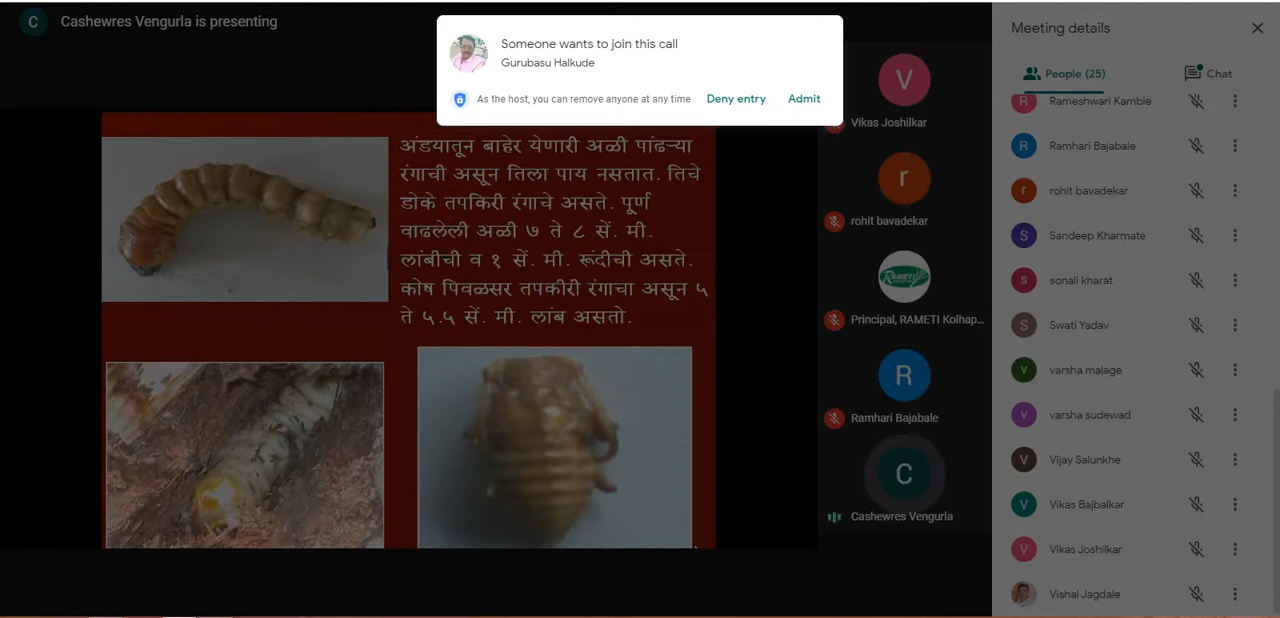 C
Cashewres Vengurla is presenting
Someone wants to join this call
Gurubasu Halkude
As the host, you can remove anyone at any time
Deny entry
Admit
अंडयातून बाहेर येणारी अळी पांढऱ्या
रंगाची असून तिला पाय नसतात. तिचे
डोके तपकिरी रंगाचे असते. पूर्ण
वाढलेली अळी ७ ते ८ सें. मी.
लांबीची व १ सें. मी. रूंदीची असते.
कोष पिवळसर तपकीरी रंगाचा असून ५
ते ५.५ सें. मी. लांब असतो.
V
Vikas Joshilkar
r
rohit bavadekar
RAMETI
Principal, RAMETI Kolhap...
R
Ramhari Bajabale
C
Cashewres Vengurla
Meeting details
People (25)
Chat
R Rameshwari Kamble
R Ramhari Bajabale
r rohit bavadekar
S Sandeep Kharmate
s sonali kharat
S Swati Yadav
v varsha malage
v varsha sudewad
V Vijay Salunkhe
V Vikas Bajbalkar
V Vikas Joshilkar
Vishal Jagdale